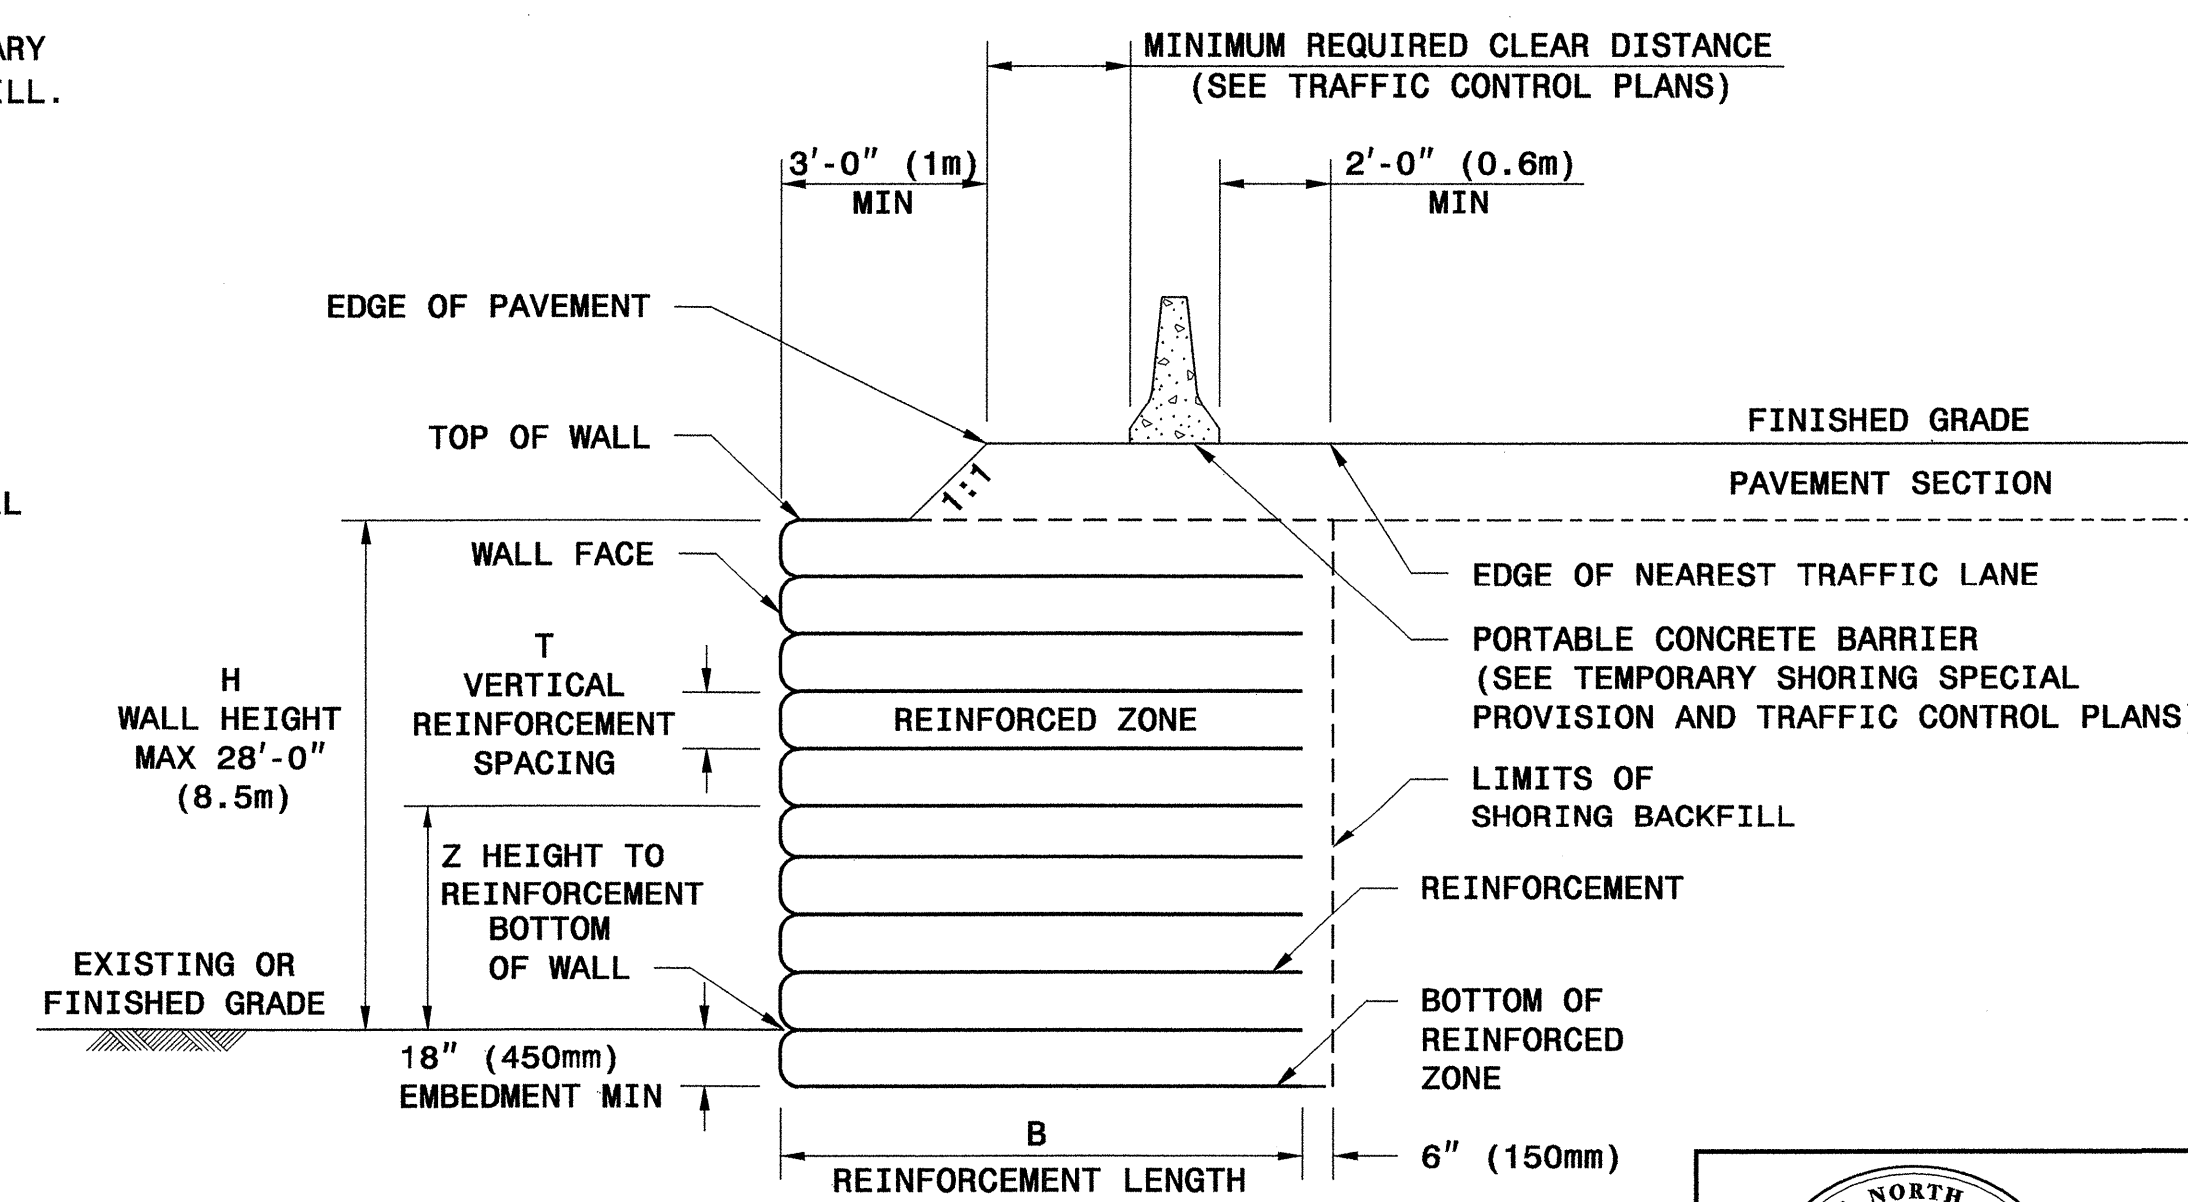 ARY
ILL.
MINIMUM REQUIRED CLEAR DISTANCE
(SEE TRAFFIC CONTROL PLANS)
3'-0" (1m)
MIN
2'-0" (0.6m)
MIN
EDGE OF PAVEMENT
TOP OF WALL
FINISHED GRADE
1:1
PAVEMENT SECTION
L
WALL FACE
EDGE OF NEAREST TRAFFIC LANE
T
VERTICAL
REINFORCEMENT
SPACING
H
WALL HEIGHT
MAX 28'-0"
(8.5m)
REINFORCED ZONE
PORTABLE CONCRETE BARRIER
(SEE TEMPORARY SHORING SPECIAL
PROVISION AND TRAFFIC CONTROL PLANS)
LIMITS OF
SHORING BACKFILL
Z HEIGHT TO
REINFORCEMENT
BOTTOM
OF WALL
REINFORCEMENT
EXISTING OR
FINISHED GRADE
18" (450mm)
EMBEDMENT MIN
BOTTOM OF
REINFORCED
ZONE
B
REINFORCEMENT LENGTH
6" (150mm)
NORTH